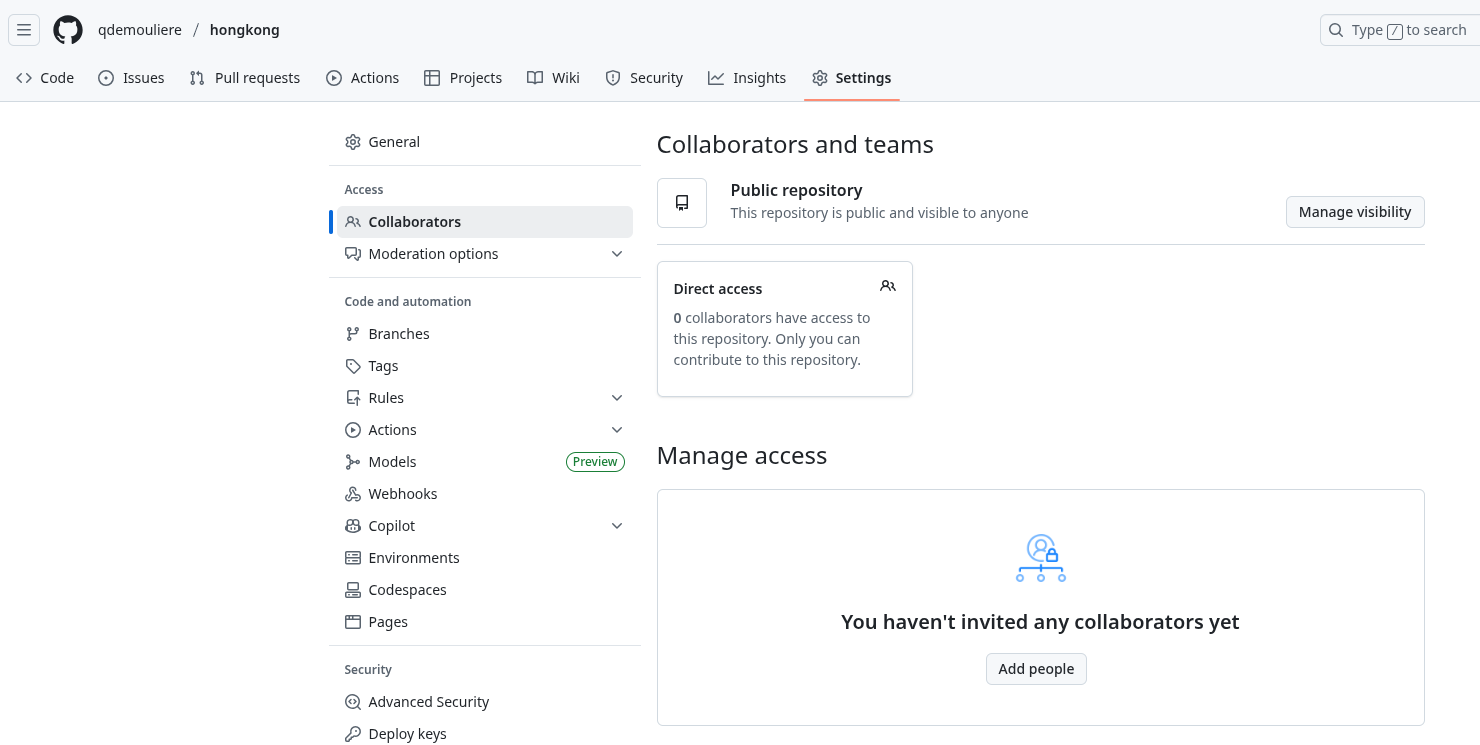 qdemouliere / hongkong
Type / to search
Code Issues Pull requests Actions Projects Wiki Security Insights Settings
General
Access
Collaborators
Moderation options
Code and automation
Branches
Tags
Rules
Actions
Models Preview
Webhooks
Copilot
Environments
Codespaces
Pages
Security
Advanced Security
Deploy keys
Collaborators and teams
Public repository
This repository is public and visible to anyone
Manage visibility
Direct access
0 collaborators have access to
this repository. Only you can
contribute to this repository.
Manage access
You haven't invited any collaborators yet
Add people